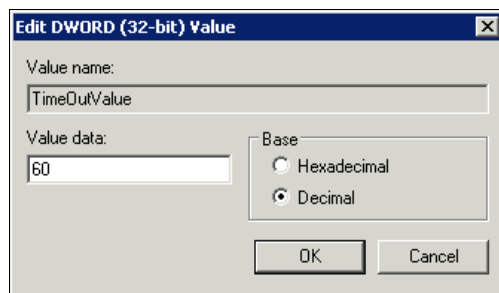 Edit DWORD (32-bit) Value
Value name:
TimeOutValue
Value data:
60
Base
Hexadecimal
Decimal
OK
Cancel